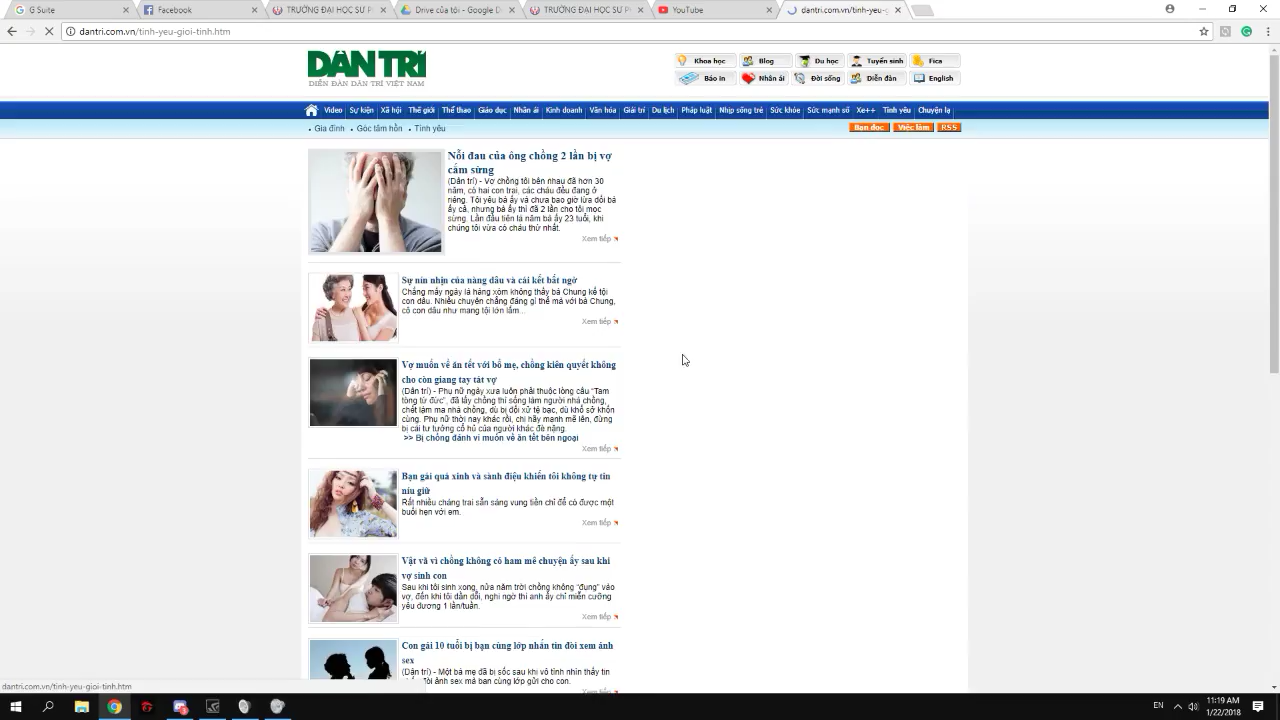 G Suite
Facebook
TRƯỜNG ĐẠI HỌC SƯ P
Drive của tôi - Google D
TRƯỜNG ĐẠI HỌC SƯ P
YouTube
dantri.com.vn/tinh-yeu-g
dantri.com.vn/tinh-yeu-gioi-tinh.htm
DÂN TRÍ
DIỄN ĐÀN DÂN TRÍ VIỆT NAM
Khoa học
Blog
Du học
Tuyển sinh
Fica
Báo in
Nhân ái
Đời sống
Diễn đàn
English
Video
Sự kiện
Xã hội
Thế giới
Thể thao
Giáo dục
Nhân ái
Kinh doanh
Văn hóa
Giải trí
Du lịch
Pháp luật
Nhịp sống trẻ
Sức khỏe
Sức mạnh số
Xe++
Tình yêu
Chuyện lạ
Gia đình
Góc tâm hồn
Tình yêu
Bạn đọc
Việc làm
RSS
Nỗi đau của ông chồng 2 lần bị vợ
cắm sừng
(Dân trí) - Vợ chồng tôi bên nhau đã hơn 30
năm, có hai con trai, các cháu đều đang ở
riêng. Tôi yêu bà ấy và chưa bao giờ lừa dối bà
ấy cả, nhưng bà ấy thì đã 2 lần cho tôi mọc
sừng. Lần đầu tiên là năm bà ấy 23 tuổi, khi
chúng tôi vừa có cháu thứ nhất.
Xem tiếp
Sự nín nhịn của nàng dâu và cái kết bất ngờ
Chẳng mấy ngày là hàng xóm không thấy bà Chung kể tội
con dâu. Nhiều chuyện chẳng đáng gì thế mà với bà Chung,
cô con dâu như mang tội lớn lắm...
Xem tiếp
Vợ muốn về ăn tết với bố mẹ, chồng kiên quyết không
cho còn giang tay tát vợ
(Dân trí) - Phụ nữ ngày xưa luôn phải thuộc lòng câu “Tam
tòng tứ đức”, đã lấy chồng thì sống làm người nhà chồng,
chết làm ma nhà chồng, dù bị đối xử tệ bạc, dù khổ sở khốn
cùng. Phụ nữ thời nay khác rồi, chị hãy mạnh mẽ lên, đừng
bị cái tư tưởng cổ hủ của người khác đè nặng.
>> Bị chồng đánh vì muốn về ăn tết bên ngoại
Xem tiếp
Bạn gái quá xinh và sành điệu khiến tôi không tự tin
níu giữ
Rất nhiều chàng trai sẵn sàng vung tiền chỉ để có được một
buổi hẹn với em.
Xem tiếp
Vật vã vì chồng không có ham mê chuyện ấy sau khi
vợ sinh con
Sau khi tôi sinh xong, nửa năm trời chồng không “đụng” vào
vợ, đến khi tôi dằn dỗi, nghi ngờ thì anh ấy chỉ miễn cưỡng
yêu đương 1 lần/tuần.
Xem tiếp
Con gái 10 tuổi bị bạn cùng lớp nhắn tin đòi xem ảnh
sex
(Dân trí) - Một bà mẹ đã bị sốc sau khi vô tình nhìn thấy tin
đòi ảnh sex mà bạn cùng lớp gửi cho con.
Xem tiếp
dantri.com.vn/tinh-yeu-gioi-tinh.htm
EN
11:19 AM
1/22/2018